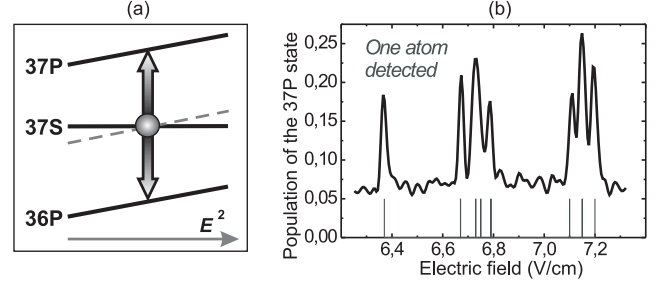 (a)
37P
37S
36P
E 2
(b)
Population of the 37P state
0,25
0,20
0,15
0,10
0,05
0,00
One atom
detected
6,4 6,6 6,8 7,0 7,2
Electric field (V/cm)